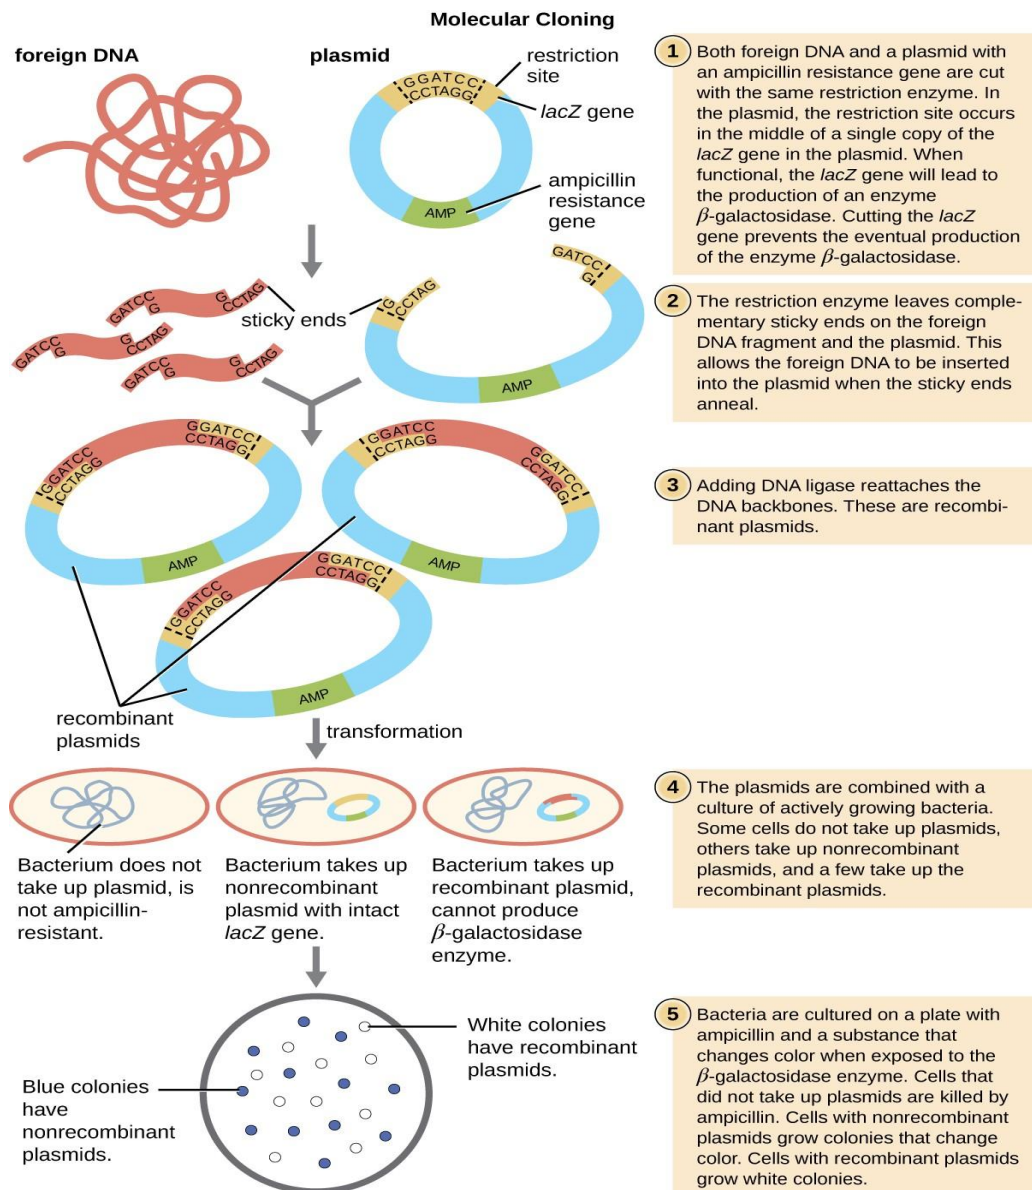 Molecular Cloning
foreign DNA
plasmid
GGATCC
CCTAGG
restriction
site
lacZ gene
AMP
ampicillin
resistance
gene
1 Both foreign DNA and a plasmid with
an ampicillin resistance gene are cut
with the same restriction enzyme. In
the plasmid, the restriction site occurs
in the middle of a single copy of the
lacZ gene in the plasmid. When
functional, the lacZ gene will lead to
the production of an enzyme
β-galactosidase. Cutting the lacZ
gene prevents the eventual production
of the enzyme β-galactosidase.
GATCC
G
G
CCTAG
GATCC
G
G
CCTAG
GATCC
G
G
CCTAG
sticky ends
G
CCTAG
GATCC
G
AMP
2 The restriction enzyme leaves comple-
mentary sticky ends on the foreign
DNA fragment and the plasmid. This
allows the foreign DNA to be inserted
into the plasmid when the sticky ends
anneal.
GGATCC
CCTAGG
GGATCC
CCTAGG
AMP
GGATCC
CCTAGG
GGATCC
CCTAGG
AMP
GGATCC
CCTAGG
GGATCC
CCTAGG
AMP
3 Adding DNA ligase reattaches the
DNA backbones. These are recombi-
nant plasmids.
recombinant
plasmids
transformation
Bacterium does not
take up plasmid, is
not ampicillin-
resistant.
Bacterium takes up
nonrecombinant
plasmid with intact
lacZ gene.
Bacterium takes up
recombinant plasmid,
cannot produce
β-galactosidase
enzyme.
4 The plasmids are combined with a
culture of actively growing bacteria.
Some cells do not take up plasmids,
others take up nonrecombinant
plasmids, and a few take up the
recombinant plasmids.
Blue colonies
have
nonrecombinant
plasmids.
White colonies
have recombinant
plasmids.
5 Bacteria are cultured on a plate with
ampicillin and a substance that
changes color when exposed to the
β-galactosidase enzyme. Cells that
did not take up plasmids are killed by
ampicillin. Cells with nonrecombinant
plasmids grow colonies that change
color. Cells with recombinant plasmids
grow white colonies.